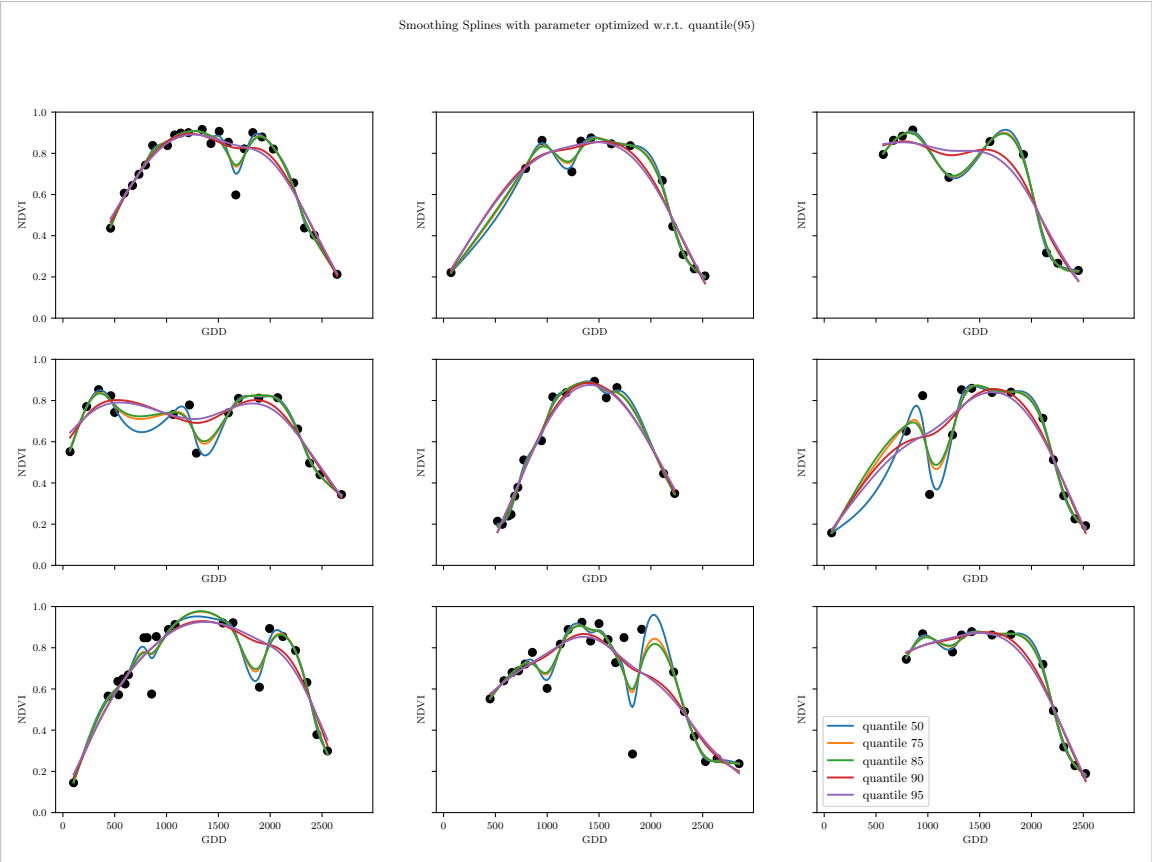 Smoothing Splines with parameter optimized w.r.t. quantile(95)
1.0
0.8
0.6
0.4
0.2
0.0
NDVI
GDD
NDVI
GDD
NDVI
GDD
1.0
0.8
0.6
0.4
0.2
0.0
NDVI
GDD
NDVI
GDD
NDVI
GDD
1.0
0.8
0.6
0.4
0.2
0.0
NDVI
0 500 1000 1500 2000 2500
GDD
NDVI
0 500 1000 1500 2000 2500
GDD
NDVI
quantile 50
quantile 75
quantile 85
quantile 90
quantile 95
0 500 1000 1500 2000 2500
GDD